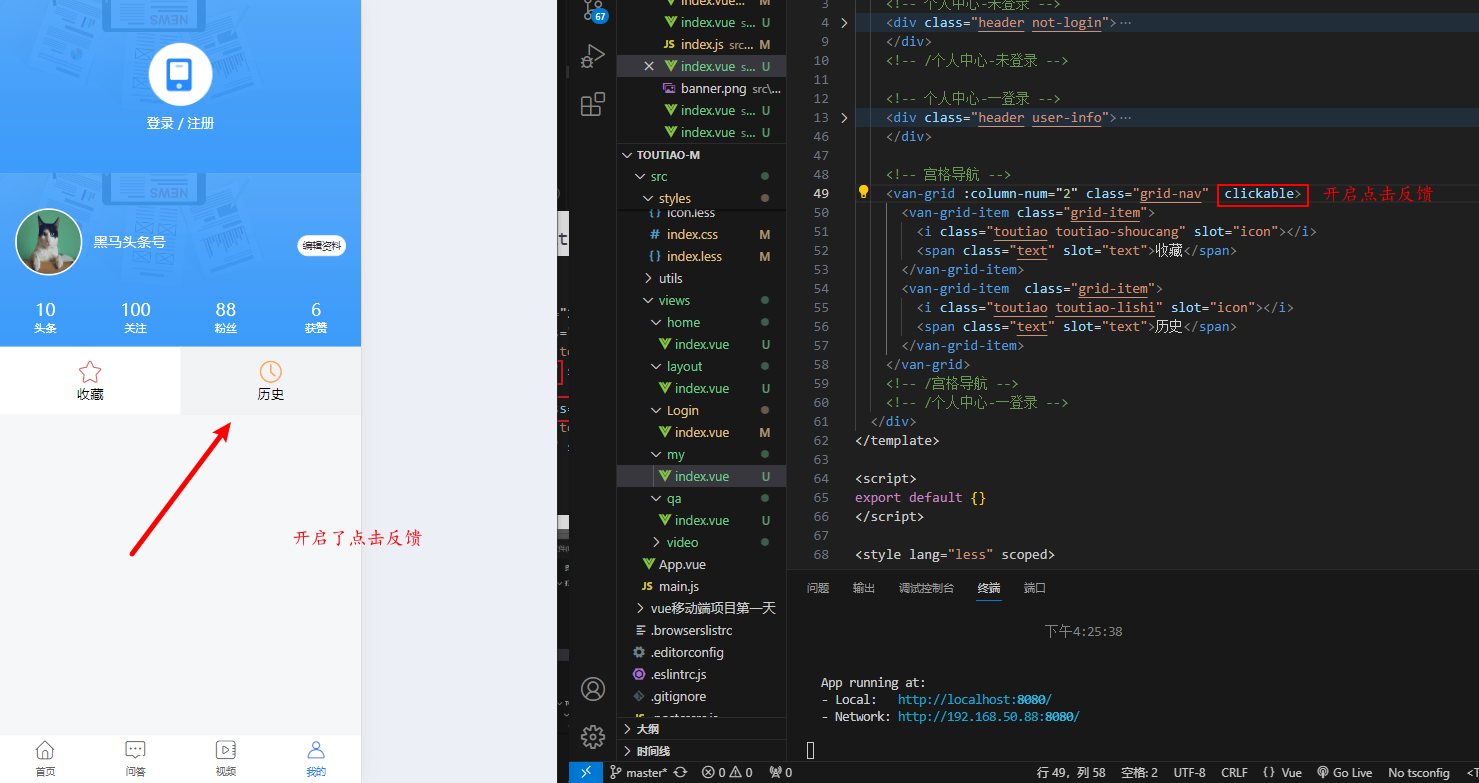 NEWS
登录 / 注册
NEWS
黑马头条号
编辑资料
10
100
88
6
头条
关注
粉丝
获赞
收藏
历史
开启了点击反馈
首页
问答
视频
我的
67
index.vue s... U
index.js src... M
index.vue s... U
banner.png src\...
index.vue s... U
index.vue s... U
TOUTIAO-M
src
styles
icon.less
index.css M
index.less M
utils
views
home
index.vue U
layout
index.vue U
Login
index.vue M
my
index.vue U
qa
index.vue U
video
App.vue
main.js
vue移动端项目第一天
.browserslistrc
.editorconfig
.eslintrc.js
.gitignore
大纲
时间线
3 <!-- 个人中心-未登录 -->
4 <div class="header not-login">…
9 </div>
10 <!-- /个人中心-未登录 -->
11
12 <!-- 个人中心-一登录 -->
13 <div class="header user-info">…
46 </div>
47
48 <!-- 宫格导航 -->
49 <van-grid :column-num="2" class="grid-nav" clickable> 开启点击反馈
50 <van-grid-item class="grid-item">
51 <i class="toutiao toutiao-shoucang" slot="icon"></i>
52 <span class="text" slot="text">收藏</span>
53 </van-grid-item>
54 <van-grid-item  class="grid-item">
55 <i class="toutiao toutiao-lishi" slot="icon"></i>
56 <span class="text" slot="text">历史</span>
57 </van-grid-item>
58 </van-grid>
59 <!-- /宫格导航 -->
60 <!-- /个人中心-一登录 -->
61 </div>
62 </template>
63
64 <script>
65 export default {}
66 </script>
67
68 <style lang="less" scoped>
问题 输出 调试控制台 终端 端口
下午4:25:38
App running at:
- Local:   http://localhost:8080/
- Network: http://192.168.50.88:8080/
master* 0 0 0 行 49，列 58 空格: 2 UTF-8 CRLF {} Vue Go Live No tsconfig